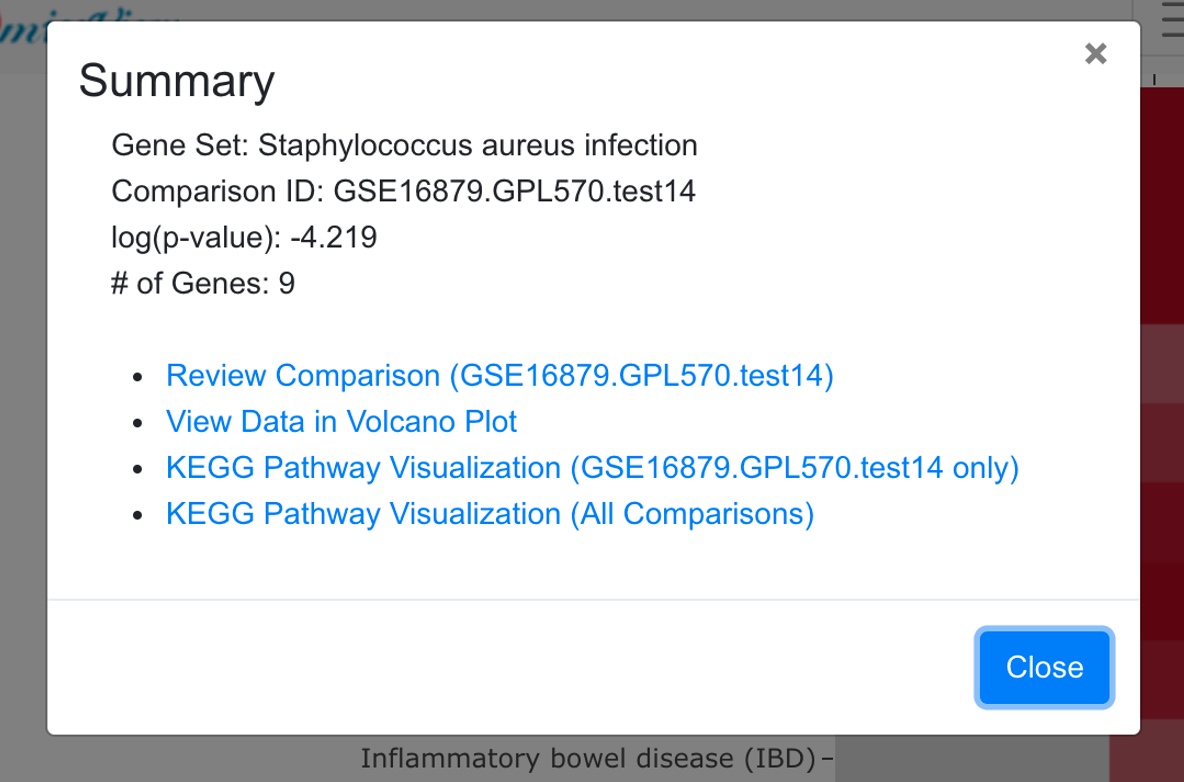 Summary
×
Gene Set: Staphylococcus aureus infection
Comparison ID: GSE16879.GPL570.test14
log(p-value): -4.219
# of Genes: 9
• Review Comparison (GSE16879.GPL570.test14)
• View Data in Volcano Plot
• KEGG Pathway Visualization (GSE16879.GPL570.test14 only)
• KEGG Pathway Visualization (All Comparisons)
Close
Inflammatory bowel disease (IBD)